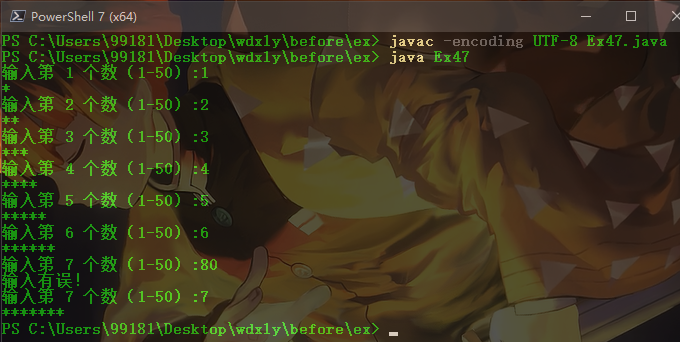 PowerShell 7 (x64)
PS C:\Users\99181\Desktop\wdxly\before\ex> javac -encoding UTF-8 Ex47.java
PS C:\Users\99181\Desktop\wdxly\before\ex> java Ex47
输入第 1 个数(1-50):1
*
输入第 2 个数(1-50):2
**
输入第 3 个数(1-50):3
***
输入第 4 个数(1-50):4
****
输入第 5 个数(1-50):5
*****
输入第 6 个数(1-50):6
******
输入第 7 个数(1-50):80
输入有误!
输入第 7 个数(1-50):7
*******
PS C:\Users\99181\Desktop\wdxly\before\ex>